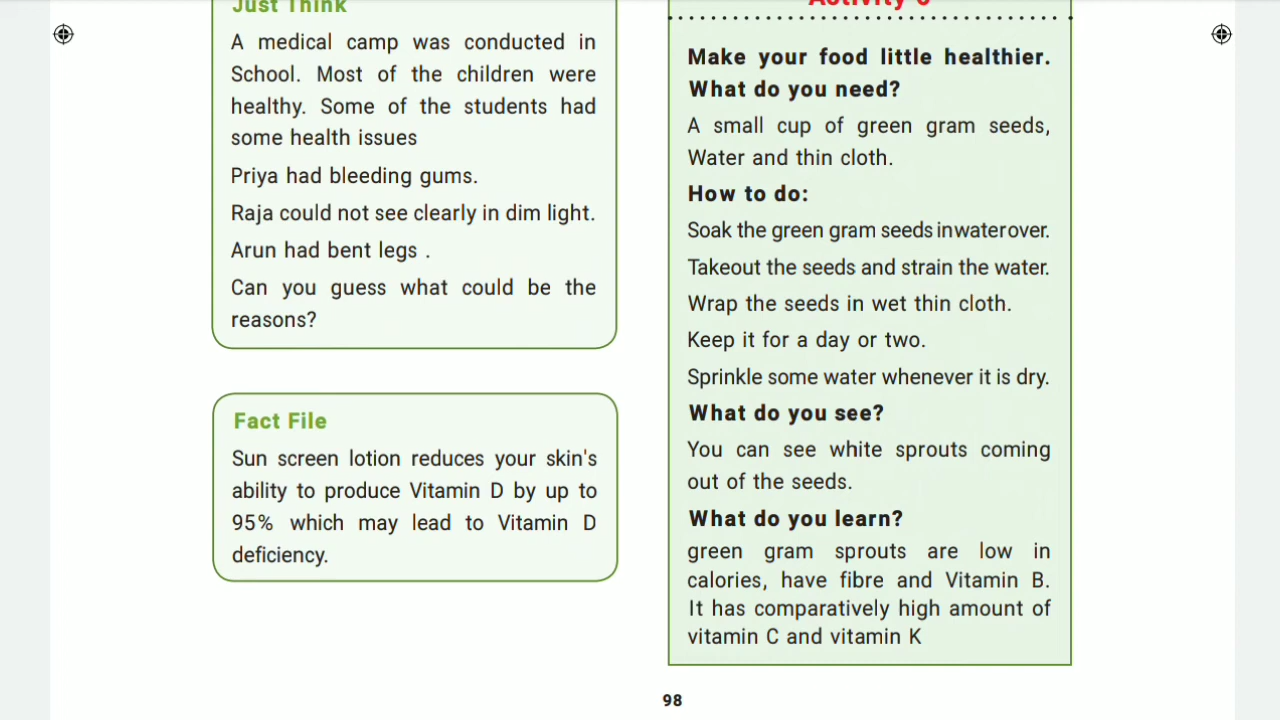 Just Think
A medical camp was conducted in
School. Most of the children were
healthy. Some of the students had
some health issues
Priya had bleeding gums.
Raja could not see clearly in dim light.
Arun had bent legs .
Can you guess what could be the
reasons?
Fact File
Sun screen lotion reduces your skin's
ability to produce Vitamin D by up to
95% which may lead to Vitamin D
deficiency.
Make your food little healthier.
What do you need?
A small cup of green gram seeds,
Water and thin cloth.
How to do:
Soak the green gram seeds inwaterover.
Takeout the seeds and strain the water.
Wrap the seeds in wet thin cloth.
Keep it for a day or two.
Sprinkle some water whenever it is dry.
What do you see?
You can see white sprouts coming
out of the seeds.
What do you learn?
green gram sprouts are low in
calories, have fibre and Vitamin B.
It has comparatively high amount of
vitamin C and vitamin K
98